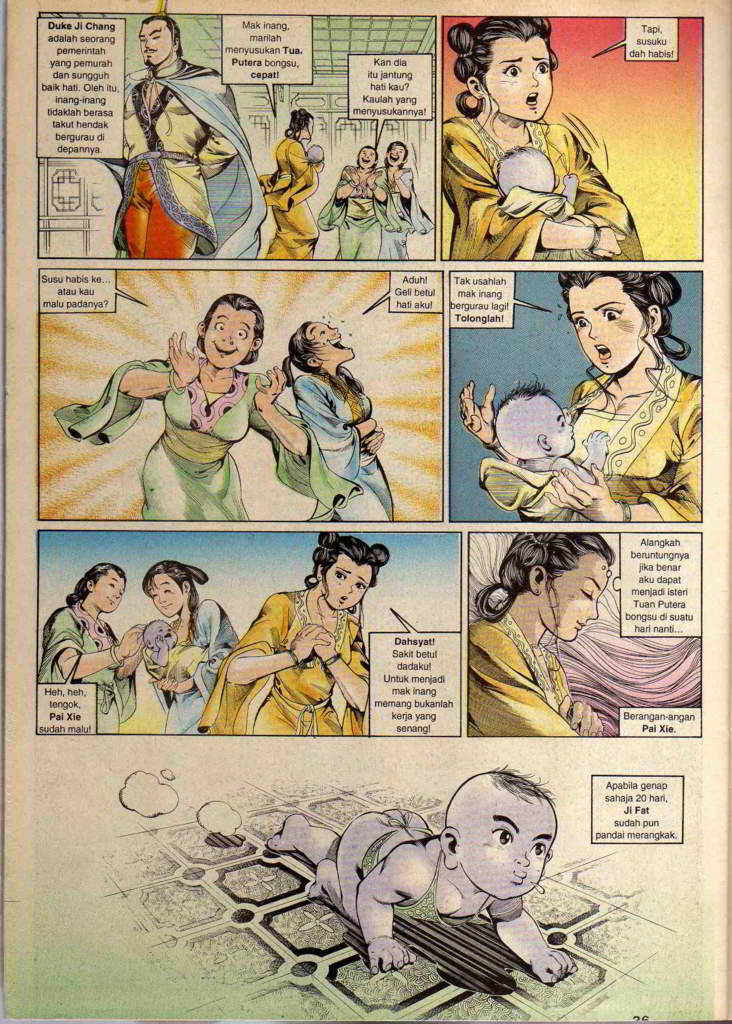 Duke Ji Chang
adalah seorang
pemerintah
yang pemurah
dan sungguh
baik hati. Oleh itu,
inang-inang
tidaklah berasa
takut hendak
bergurau di
depannya.
Mak inang,
marilah
menyusukan Tua.
Putera bongsu,
cepat!
Kan dia
itu jantung
hati kau?
Kaulah yang
menyusukannya!
Tapi,
susuku
dah habis!
Susu habis ke...
atau kau
malu padanya?
Aduh!
Geli betul
hati aku!
Tak usahlah
mak inang
bergurau lagi!
Tolonglah!
Heh, heh,
tengok,
Pai Xie
sudah malu!
Dahsyat!
Sakit betul
dadaku!
Untuk menjadi
mak inang
memang bukanlah
kerja yang
senang!
Alangkah
beruntungnya
jika benar
aku dapat
menjadi isteri
Tuan Putera
bongsu di suatu
hari nanti...
Berangan-angan
Pai Xie.
Apabila genap
sahaja 20 hari,
Ji Fat
sudah pun
pandai merangkak.